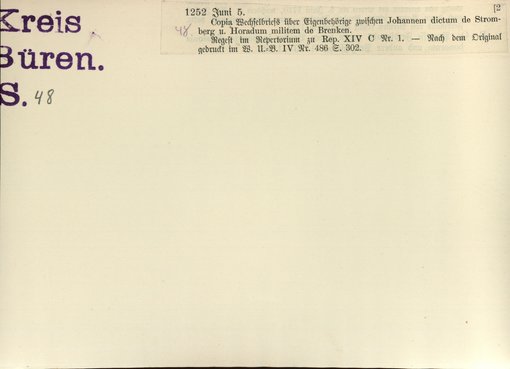 Kreis
Büren.
S. 48
1252 Juni 5. [2
48. Copia Wechselbriefs über Eigenbehörige zwischen Johannem dictum de Strom-
berg u. Horadum militem de Brenken.
Regest im Repertorium zu Rep. XIV C Nr. 1. — Nach dem Original
gedruckt im W. U.-B. IV Nr. 486 S. 302.